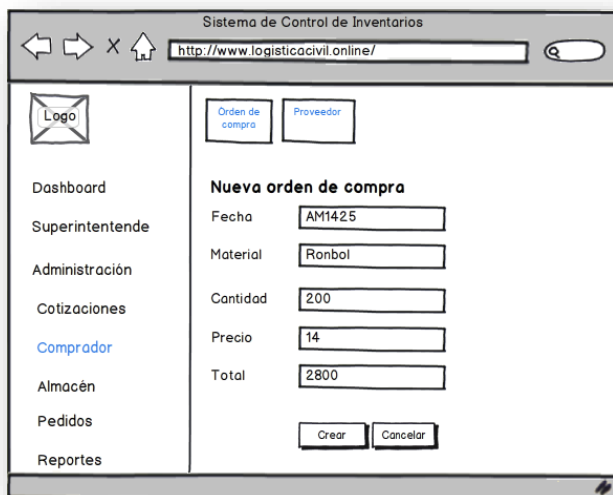 Sistema de Control de Inventarios
http://www.logisticacivil.online/
Logo
Dashboard
Superintentende
Administración
Cotizaciones
Comprador
Almacén
Pedidos
Reportes
Orden de
compra
Proveedor
Nueva orden de compra
Fecha AM1425
Material Ronbol
Cantidad 200
Precio 14
Total 2800
Crear Cancelar